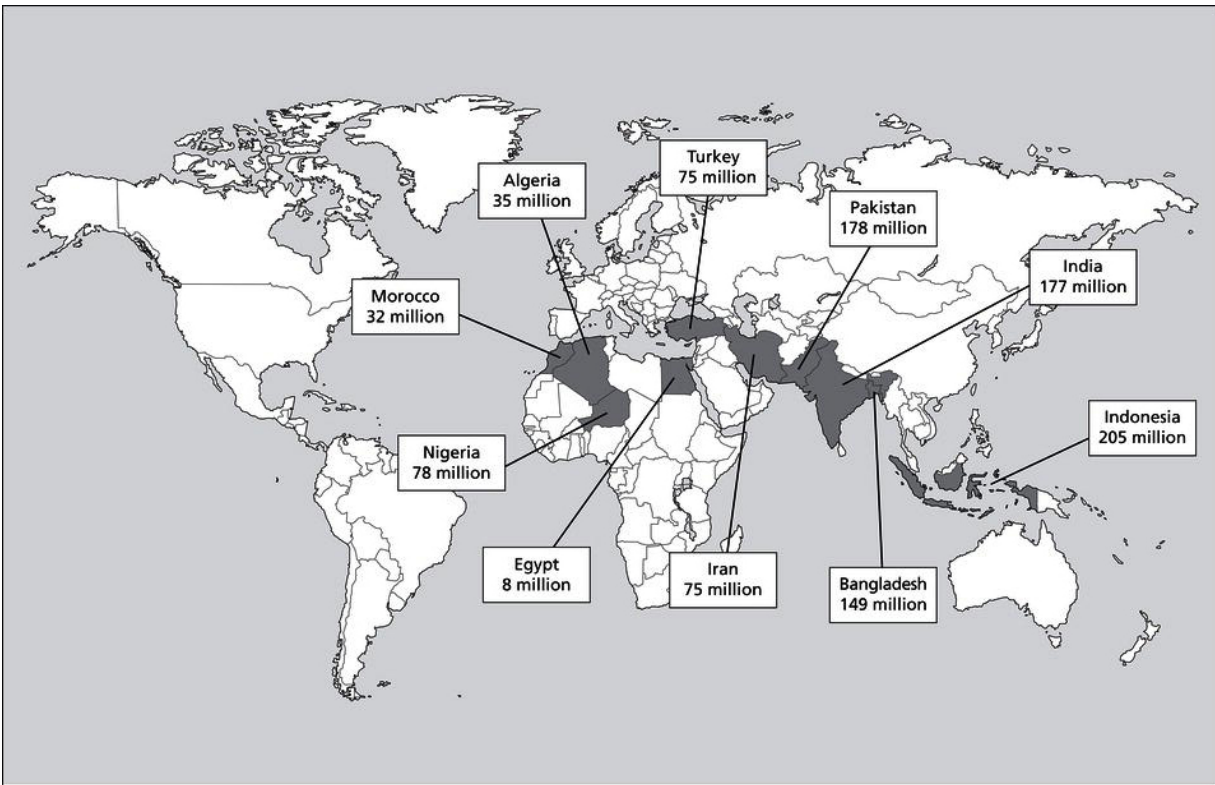 Turkey
75 million
Algeria
35 million
Pakistan
178 million
India
177 million
Morocco
32 million
Indonesia
205 million
Nigeria
78 million
Egypt
8 million
Iran
75 million
Bangladesh
149 million